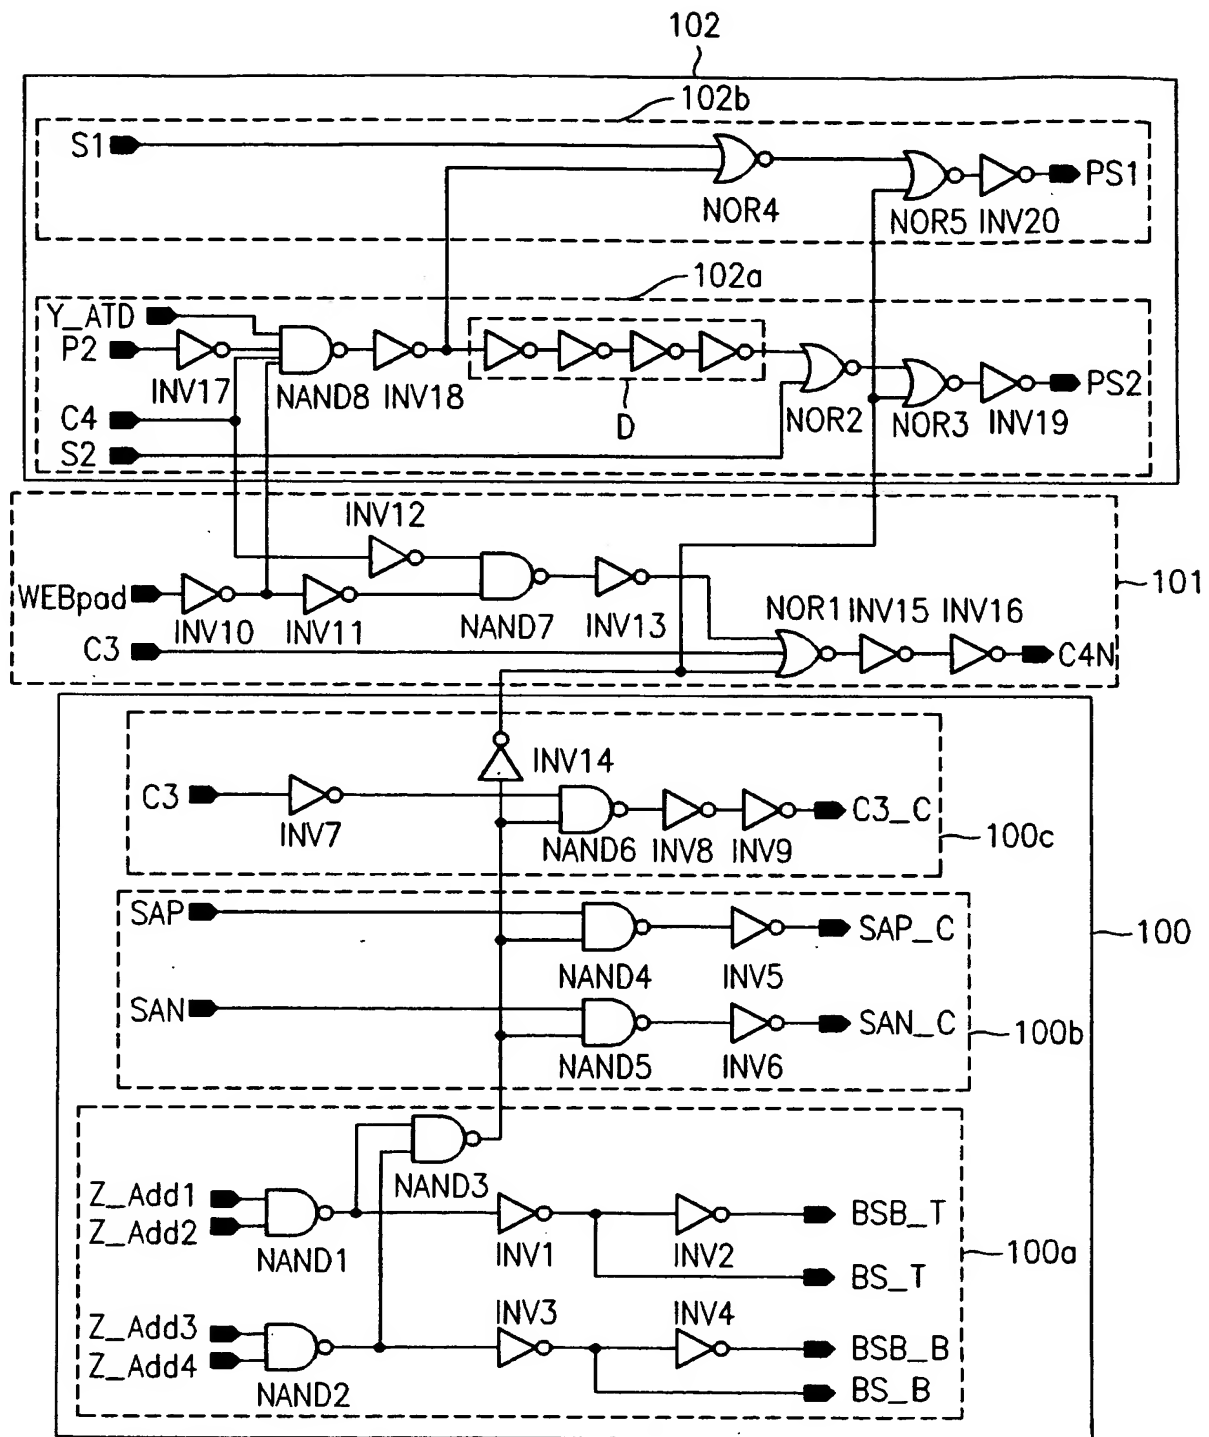 102
102b
S1
NOR4
NOR5 INV20
PS1
102a
Y_ATD
P2
INV17
NAND8 INV18
D
NOR2
NOR3
INV19
PS2
C4
S2
INV12
WEBpad
INV10
INV11
NAND7
INV13
NOR1 INV15 INV16
C4N
101
C3
INV14
C3
INV7
NAND6 INV8 INV9
C3_C
100c
SAP
NAND4
INV5
SAP_C
100
SAN
NAND5
INV6
SAN_C
100b
NAND3
Z_Add1
Z_Add2
NAND1
INV1
INV2
BSB_T
BS_T
100a
Z_Add3
Z_Add4
NAND2
INV3
INV4
BSB_B
BS_B